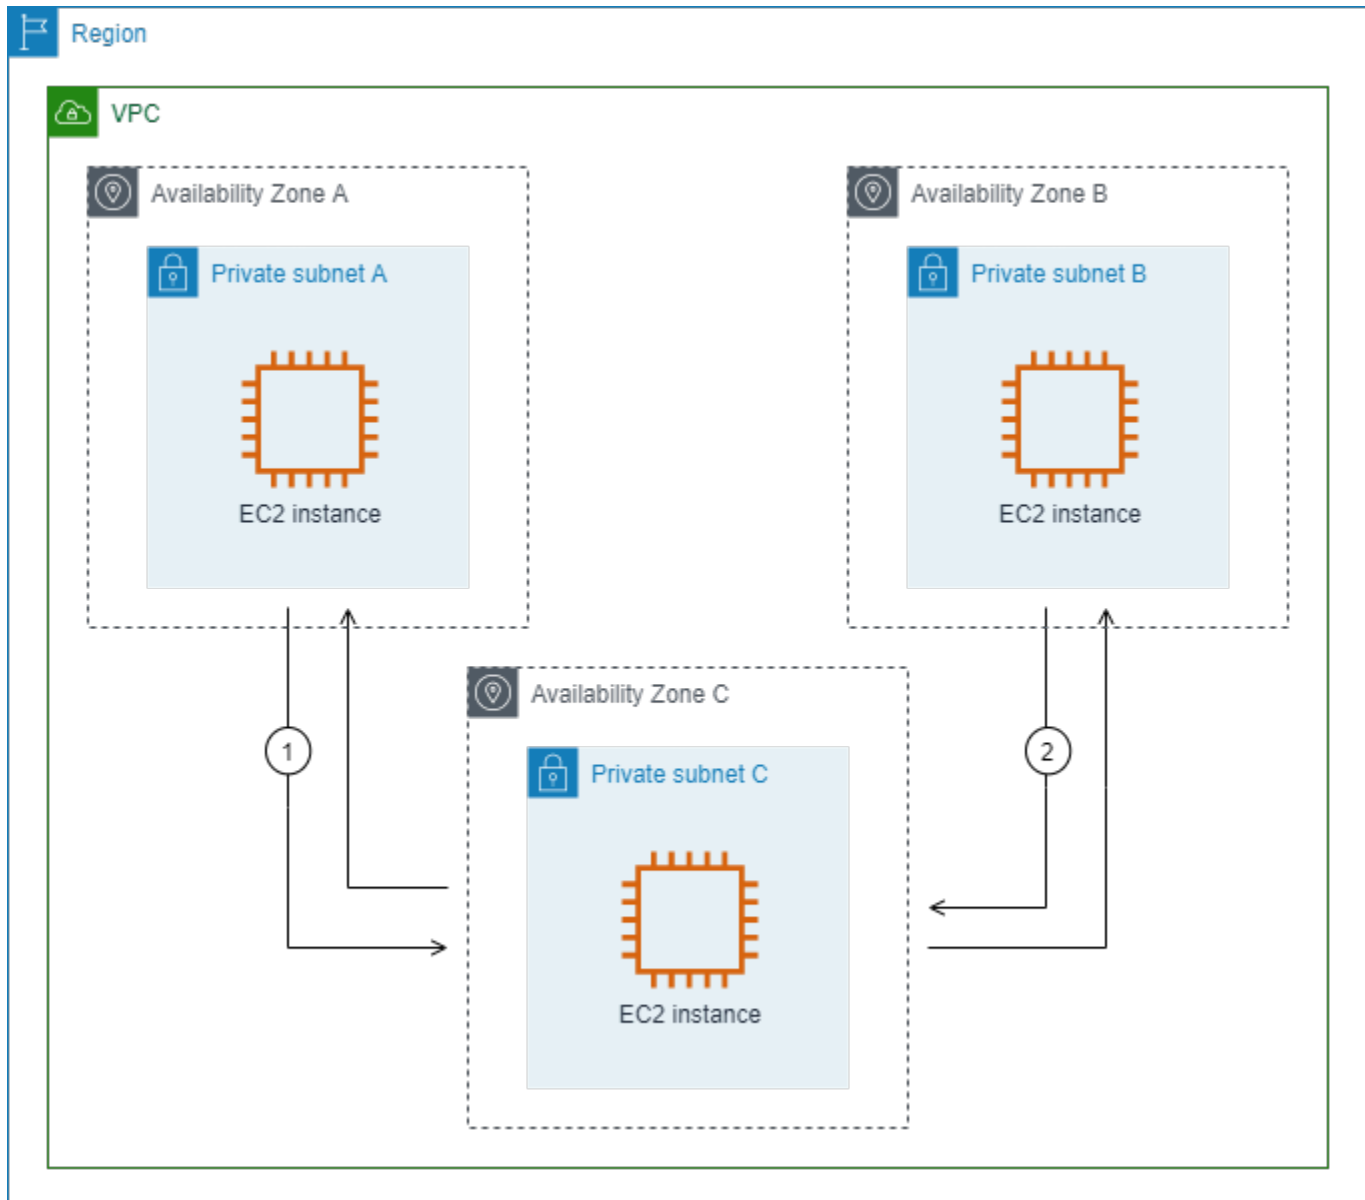 Region
VPC
Availability Zone A
Private subnet A
EC2 instance
Availability Zone B
Private subnet B
EC2 instance
1
2
Availability Zone C
Private subnet C
EC2 instance